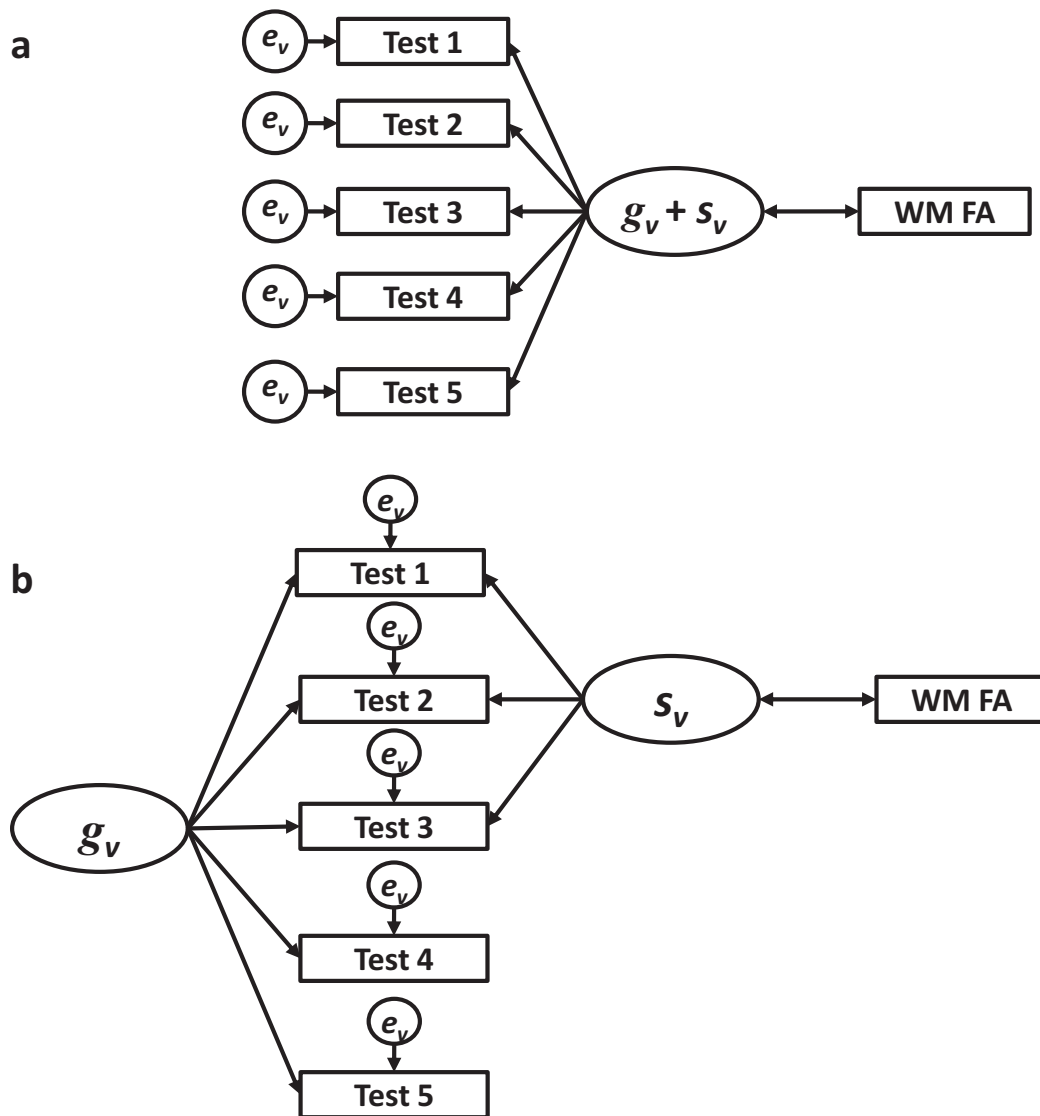 a
e_v Test 1
e_v Test 2
e_v Test 3 g_v + s_v WM FA
e_v Test 4
e_v Test 5
b
e_v
Test 1
e_v
Test 2 s_v WM FA
e_v
g_v Test 3
e_v
Test 4
e_v
Test 5